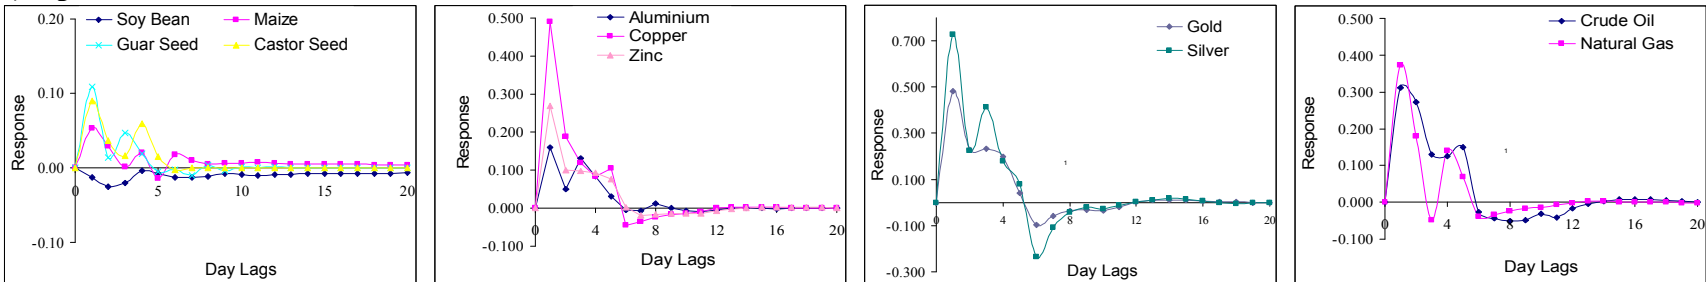 Soy Bean
Maize
Guar Seed
Castor Seed
0.20
0.10
0.00
-0.10
0
5
10
15
20
Response
Day Lags
Aluminium
Copper
Zinc
0.500
0.400
0.300
0.200
0.100
0.000
-0.100
0
4
8
12
16
20
Response
Day Lags
Gold
Silver
0.700
0.500
0.300
0.100
-0.100
-0.300
0
4
8
12
16
20
Response
Day Lags
1
Crude Oil
Natural Gas
0.500
0.400
0.300
0.200
0.100
0.000
-0.100
0
4
8
12
16
20
Response
Day Lags
1